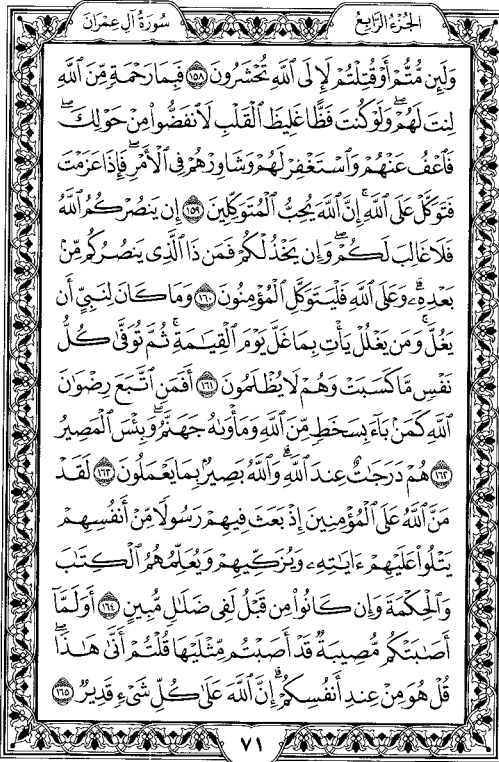 سُورَةُ آلِ عِمْرَانَ
الجُزْءُ الرَّابِعُ
وَلَئِن مُّتُّمْ أَوْ قُتِلْتُمْ لَإِلَى ٱللَّهِ تُحْشَرُونَ ١٥٨ فَبِمَا رَحْمَةٍ مِّنَ ٱللَّهِ
لِنتَ لَهُمْ ۖ وَلَوْ كُنتَ فَظًّا غَلِيظَ ٱلْقَلْبِ لَٱنفَضُّوا۟ مِنْ حَوْلِكَ ۖ
فَٱعْفُ عَنْهُمْ وَٱسْتَغْفِرْ لَهُمْ وَشَاوِرْهُمْ فِى ٱلْأَمْرِ ۖ فَإِذَا عَزَمْتَ
فَتَوَكَّلْ عَلَى ٱللَّهِ ۚ إِنَّ ٱللَّهَ يُحِبُّ ٱلْمُتَوَكِّلِينَ ١٥٩ إِن يَنصُرْكُمُ ٱللَّهُ
فَلَا غَالِبَ لَكُمْ ۖ وَإِن يَخْذُلْكُمْ فَمَن ذَا ٱلَّذِى يَنصُرُكُم مِّنۢ
بَعْدِهِۦ ۗ وَعَلَى ٱللَّهِ فَلْيَتَوَكَّلِ ٱلْمُؤْمِنُونَ ١٦٠ وَمَا كَانَ لِنَبِىٍّ أَن
يَغُلَّ ۚ وَمَن يَغْلُلْ يَأْتِ بِمَا غَلَّ يَوْمَ ٱلْقِيَـٰمَةِ ۚ ثُمَّ تُوَفَّىٰ كُلُّ
نَفْسٍ مَّا كَسَبَتْ وَهُمْ لَا يُظْلَمُونَ ١٦١ أَفَمَنِ ٱتَّبَعَ رِضْوَٰنَ
ٱللَّهِ كَمَنۢ بَآءَ بِسَخَطٍ مِّنَ ٱللَّهِ وَمَأْوَىٰهُ جَهَنَّمُ ۚ وَبِئْسَ ٱلْمَصِيرُ
١٦٢ هُمْ دَرَجَـٰتٌ عِندَ ٱللَّهِ ۗ وَٱللَّهُ بَصِيرٌۢ بِمَا يَعْمَلُونَ ١٦٣ لَقَدْ
مَنَّ ٱللَّهُ عَلَى ٱلْمُؤْمِنِينَ إِذْ بَعَثَ فِيهِمْ رَسُولًا مِّنْ أَنفُسِهِمْ
يَتْلُوا۟ عَلَيْهِمْ ءَايَـٰتِهِۦ وَيُزَكِّيهِمْ وَيُعَلِّمُهُمُ ٱلْكِتَـٰبَ
وَٱلْحِكْمَةَ وَإِن كَانُوا۟ مِن قَبْلُ لَفِى ضَلَـٰلٍ مُّبِينٍ ١٦٤ أَوَلَمَّآ
أَصَـٰبَتْكُم مُّصِيبَةٌ قَدْ أَصَبْتُم مِّثْلَيْهَا قُلْتُمْ أَنَّىٰ هَـٰذَا ۖ
قُلْ هُوَ مِنْ عِندِ أَنفُسِكُمْ ۗ إِنَّ ٱللَّهَ عَلَىٰ كُلِّ شَىْءٍ قَدِيرٌ ١٦٥
٧١